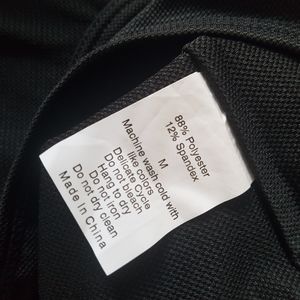 88% Polyester
12% Spandex
M
Machine wash cold with
like colors
Delicate Cycle
Do not bleach
Hang to dry
Do not iron
Do not dry clean
Made In China